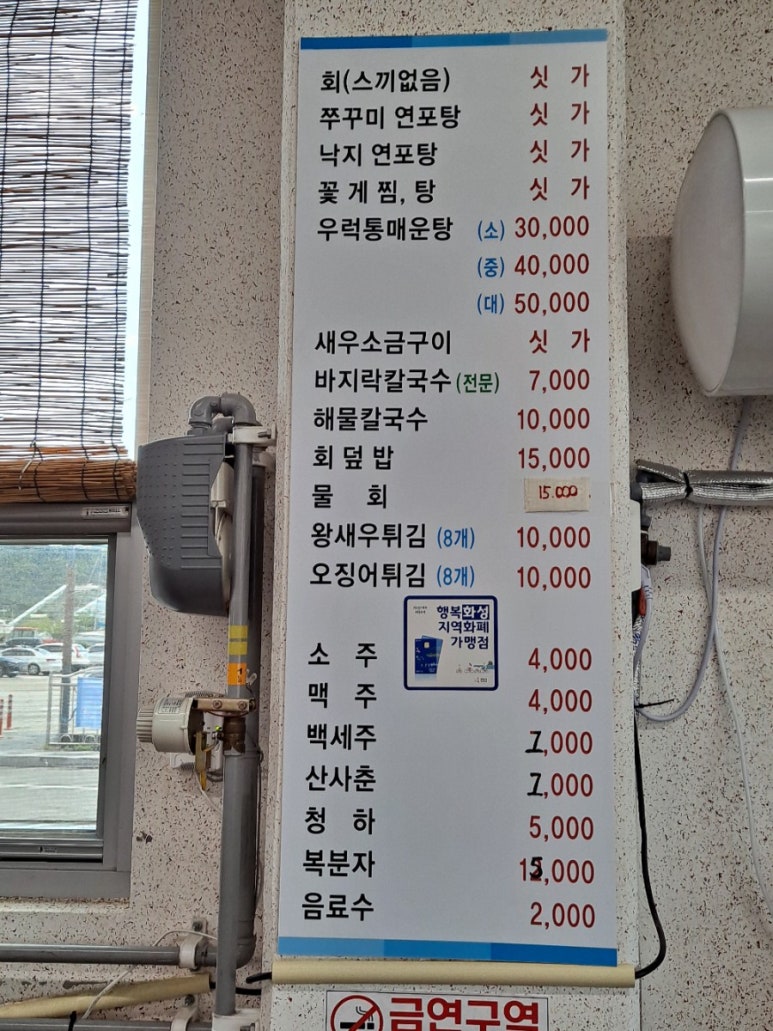 회(스끼없음) 싯 가
쭈꾸미 연포탕 싯 가
낙지 연포탕 싯 가
꽃 게 찜, 탕 싯 가
우럭통매운탕 (소) 30,000
(중) 40,000
(대) 50,000
새우소금구이 싯 가
바지락칼국수 (전문) 7,000
해물칼국수 10,000
회 덮 밥 15,000
물 회 15.000
왕새우튀김 (8개) 10,000
오징어튀김 (8개) 10,000
행복화성
지역화폐
가맹점
소 주 4,000
맥 주 4,000
백세주 7,000
산사춘 7,000
청 하 5,000
복분자 15,000
음료수 2,000
금연구역